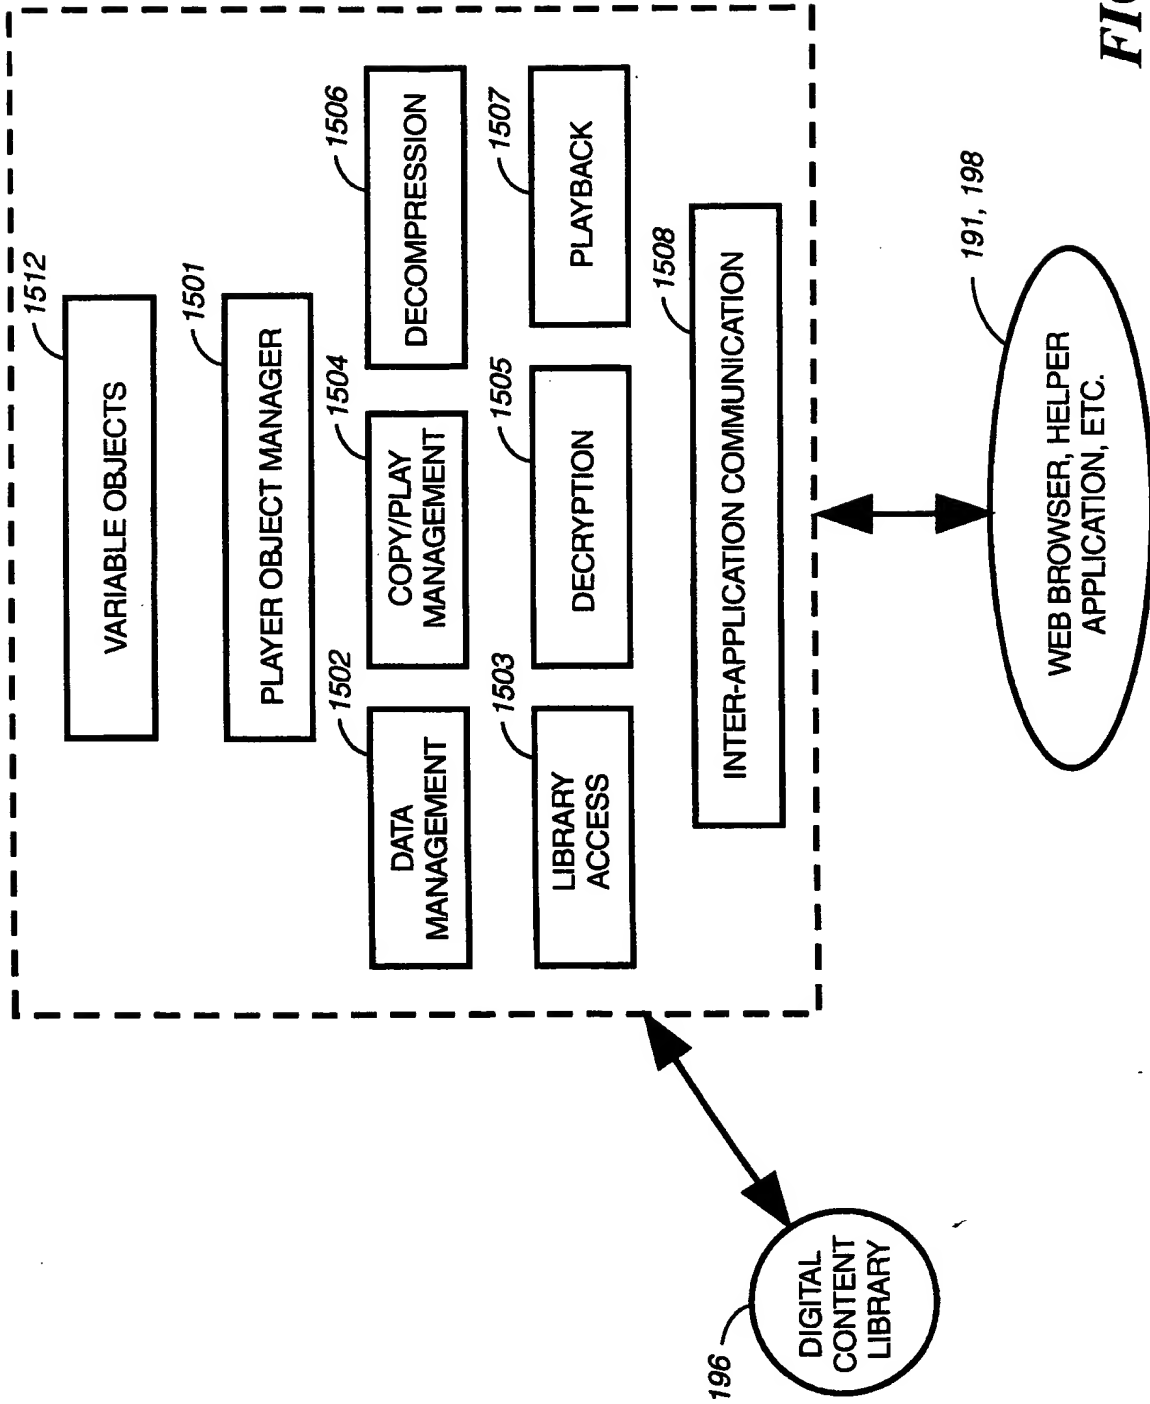 1512
VARIABLE OBJECTS
1501
PLAYER OBJECT MANAGER
1502
DATA
MANAGEMENT
1504
COPY/PLAY
MANAGEMENT
1506
DECOMPRESSION
1503
LIBRARY
ACCESS
1505
DECRYPTION
1507
PLAYBACK
1508
INTER-APPLICATION COMMUNICATION
196
DIGITAL
CONTENT
LIBRARY
191, 198
WEB BROWSER, HELPER
APPLICATION, ETC.